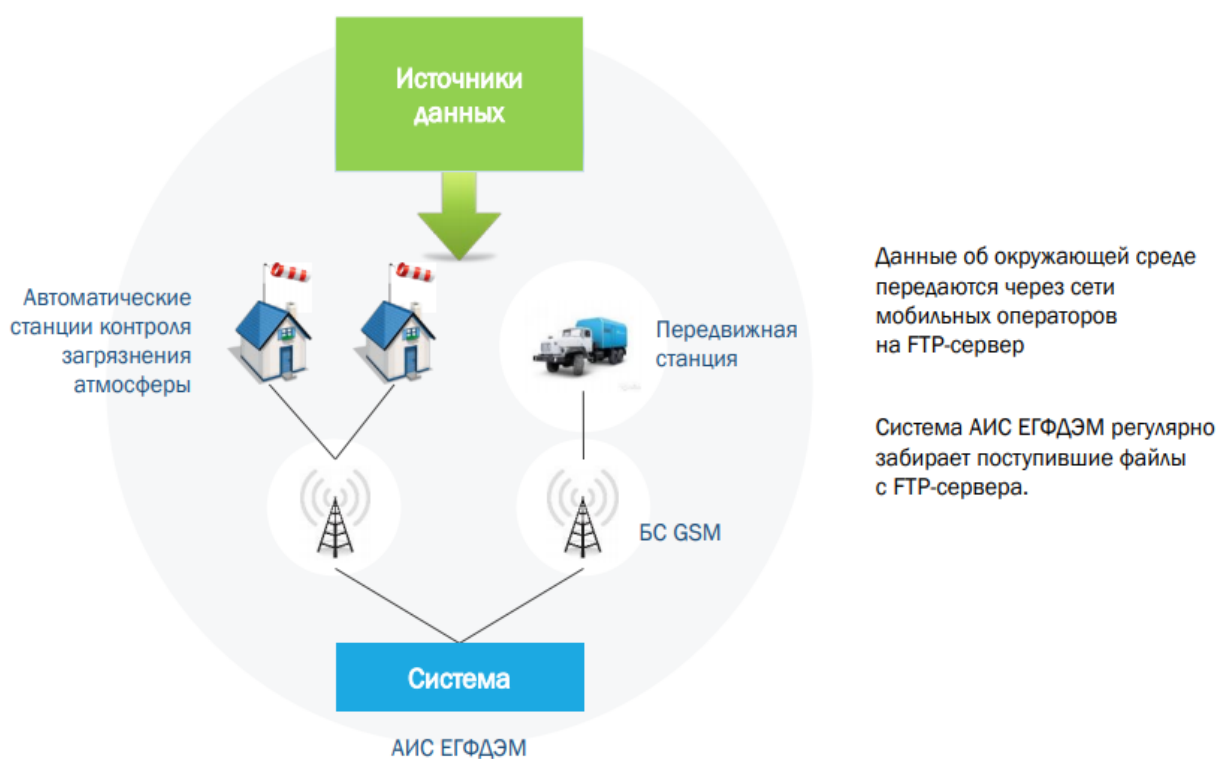 Источники
данных
Автоматические
станции контроля
загрязнения
атмосферы
Передвижная
станция
БС GSM
Система
АИС ЕГФДЭМ
Данные об окружающей среде
передаются через сети
мобильных операторов
на FTP-сервер
Система АИС ЕГФДЭМ регулярно
забирает поступившие файлы
с FTP-сервера.